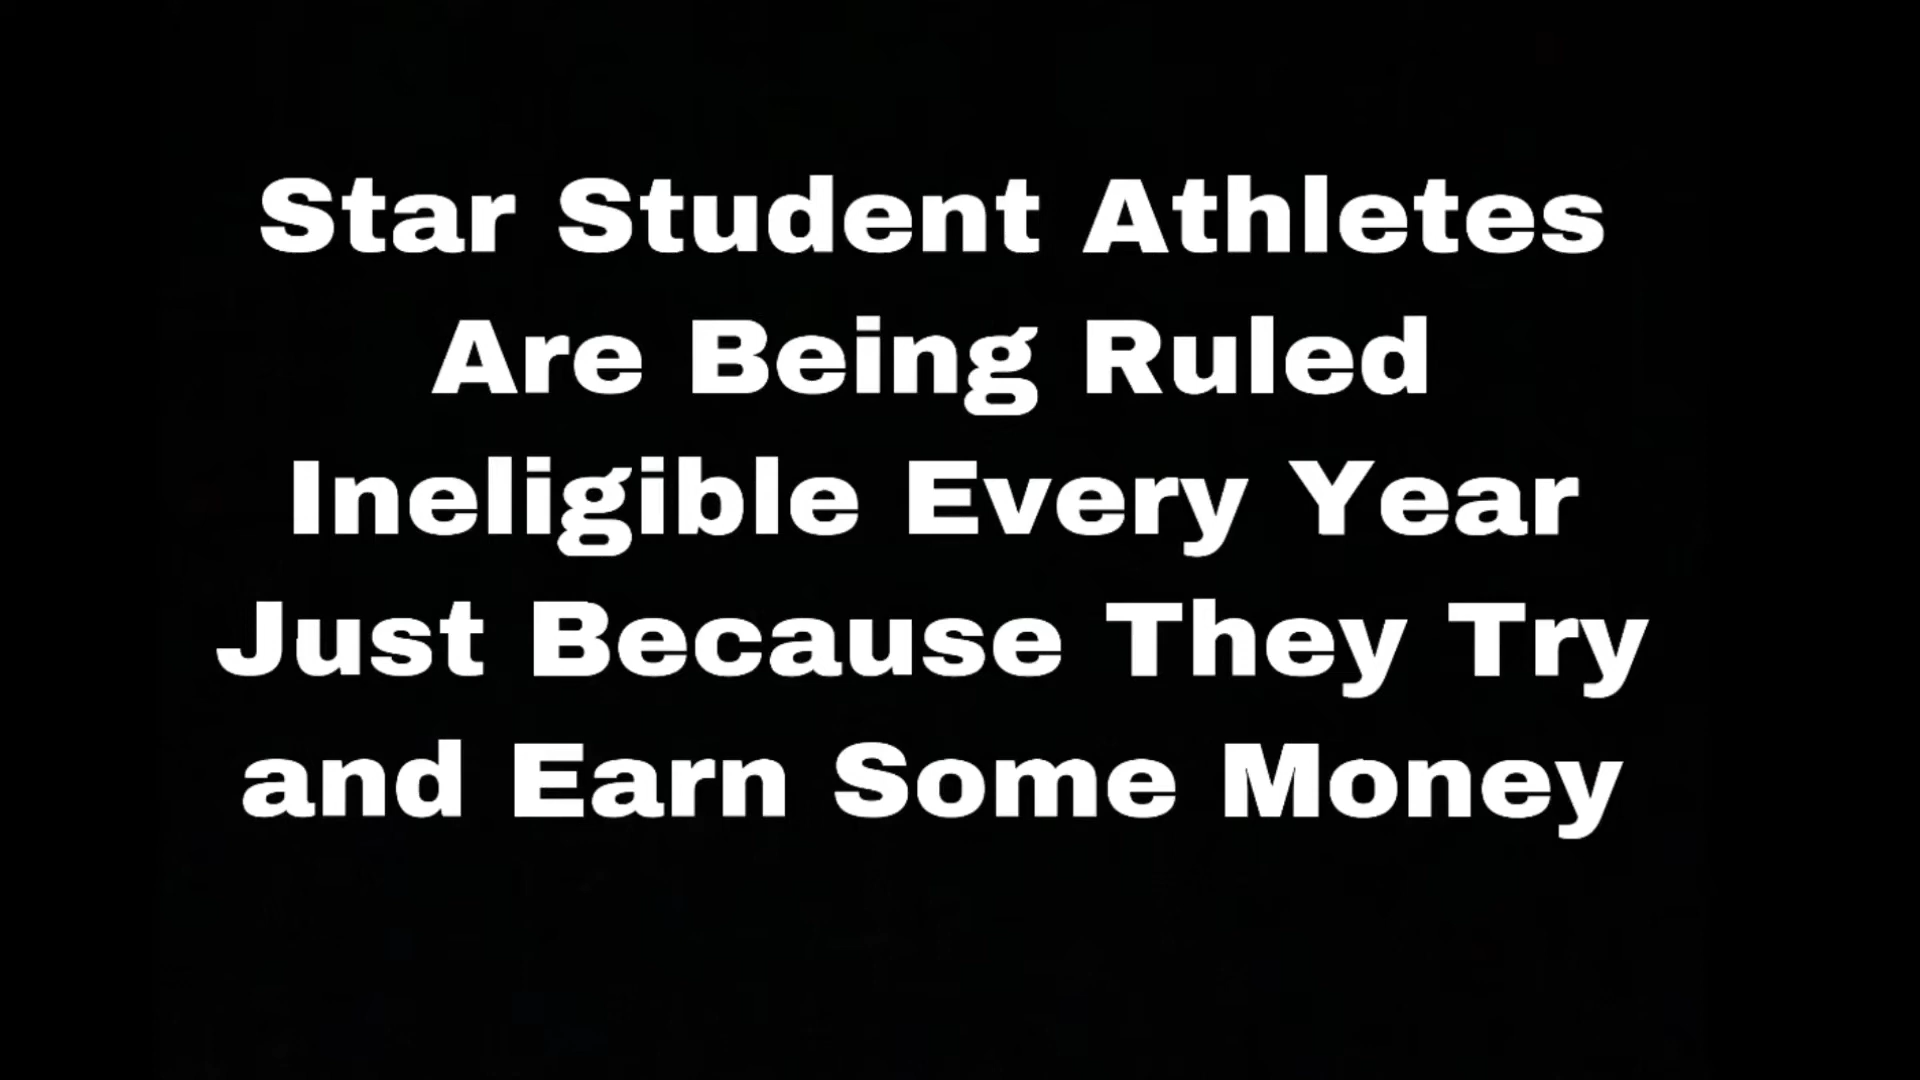 Star Student Athletes
Are Being Ruled
Ineligible Every Year
Just Because They Try
and Earn Some Money